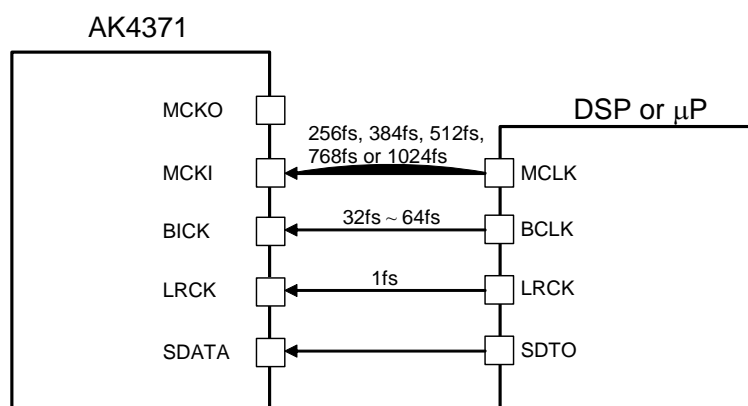 AK4371
DSP or μP
MCKO
256fs, 384fs, 512fs,
768fs or 1024fs
MCKI
MCLK
BICK
32fs ~ 64fs
BCLK
LRCK
1fs
LRCK
SDATA
SDTO